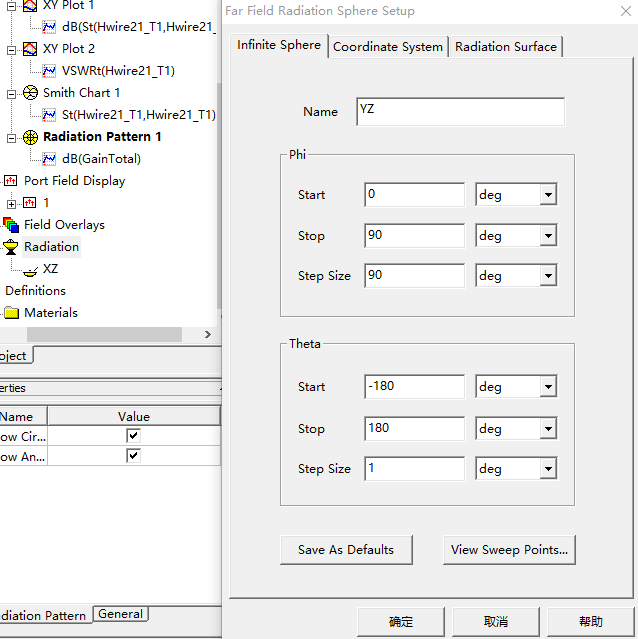 XY Plot 1
dB(St(Hwire21_T1,Hwire21_
XY Plot 2
VSWRt(Hwire21_T1)
Smith Chart 1
St(Hwire21_T1,Hwire21_T1)
Radiation Pattern 1
dB(GainTotal)
Port Field Display
1
Field Overlays
Radiation
XZ
Definitions
Materials
oject
erties
Name Value
ow Cir...
ow An...
diation Pattern General
Far Field Radiation Sphere Setup
Infinite Sphere Coordinate System Radiation Surface
Name YZ
Phi
Start 0 deg
Stop 90 deg
Step Size 90 deg
Theta
Start -180 deg
Stop 180 deg
Step Size 1 deg
Save As Defaults View Sweep Points...
确定 取消 帮助